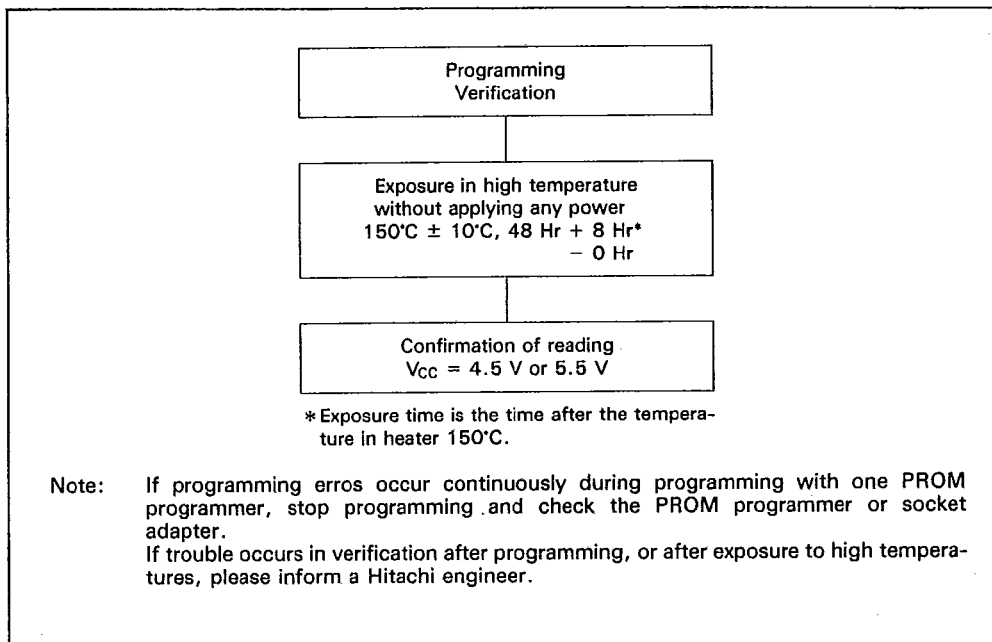 Programming
Verification
Exposure in high temperature
without applying any power
150°C ± 10°C, 48 Hr + 8 Hr*
− 0 Hr
Confirmation of reading
VCC = 4.5 V or 5.5 V
* Exposure time is the time after the tempera-
ture in heater 150°C.
Note: If programming erros occur continuously during programming with one PROM
programmer, stop programming and check the PROM programmer or socket
adapter.
If trouble occurs in verification after programming, or after exposure to high tempera-
tures, please inform a Hitachi engineer.